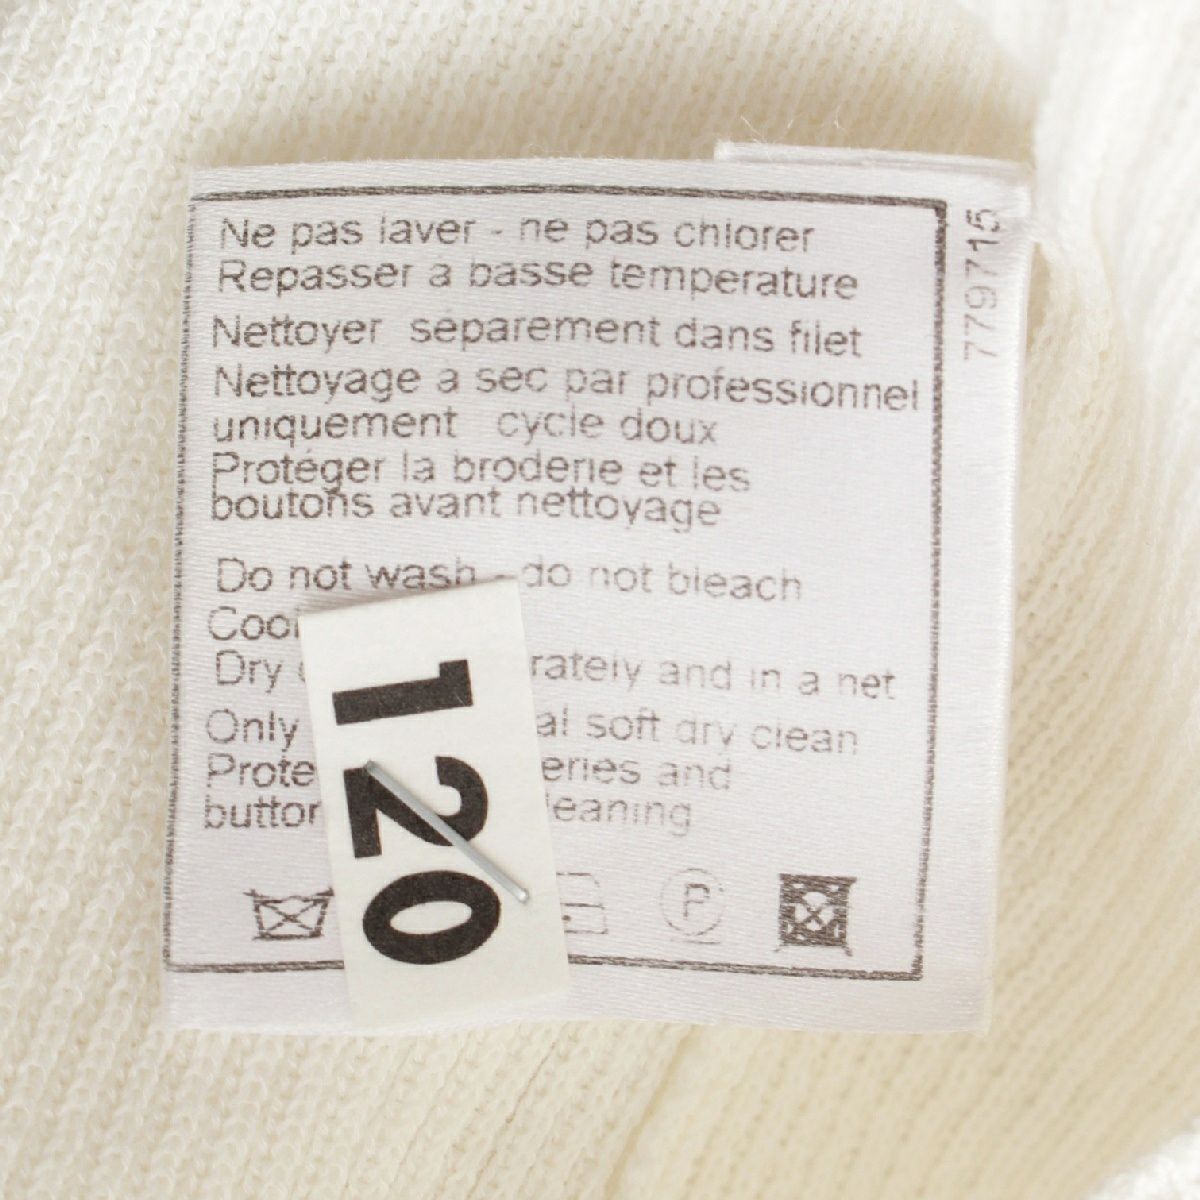 Ne pas laver - ne pas chlorer
Repasser a basse temperature
Nettoyer séparement dans filet
Nettoyage a sec par professionnel
uniquement cycle doux
Protéger la broderie et les
boutons avant nettoyage
Do not wash - do not bleach
Cool
Dry rately and in a net
Only al soft dry clean
Prote eries and
button leaning
P
779715
120